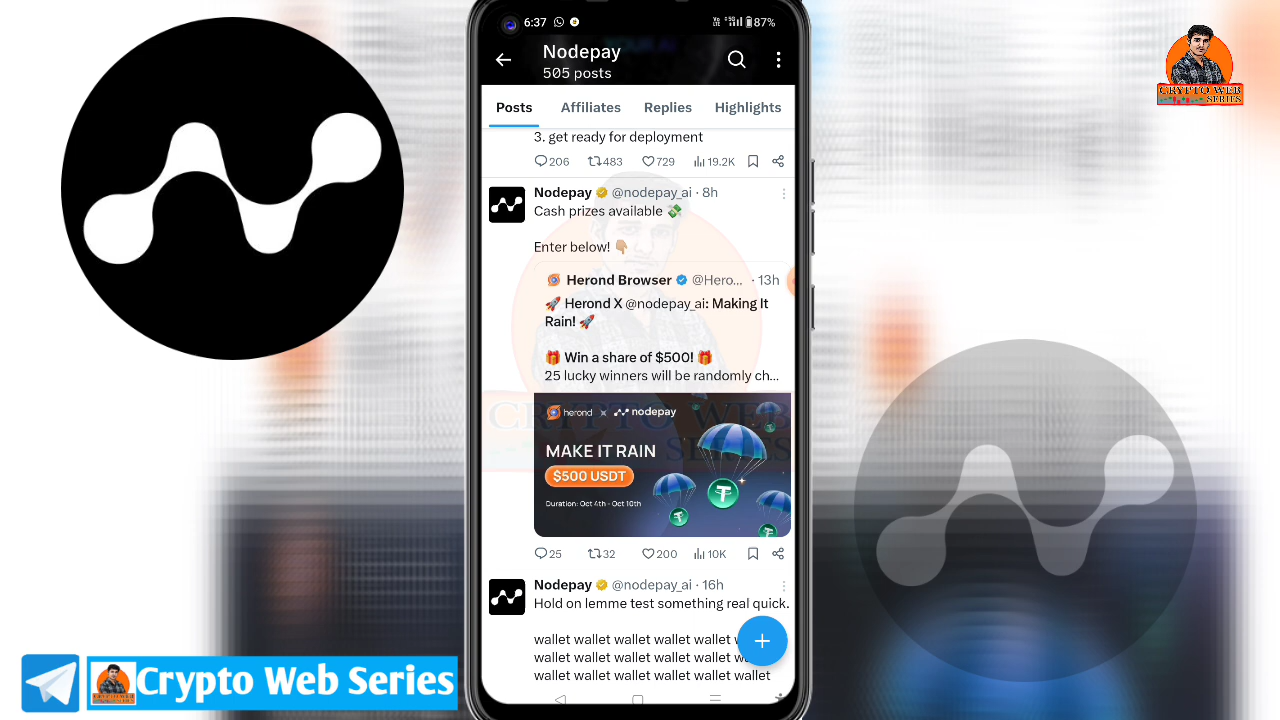 6:37
87%
Nodepay
505 posts
Posts Affiliates Replies Highlights
3. get ready for deployment
206 483 729 19.2K
Nodepay @nodepay_ai · 8h
Cash prizes available 💸
Enter below! 👇🏼
Herond Browser @Hero... · 13h
🚀 Herond X @nodepay_ai: Making It
Rain! 🚀
🎁 Win a share of $500! 🎁
25 lucky winners will be randomly ch...
herond x nodepay
MAKE IT RAIN
$500 USDT
Duration: Oct 4th - Oct 10th
25 32 200 10K
Nodepay @nodepay_ai · 16h
Hold on lemme test something real quick.
wallet wallet wallet wallet wallet
wallet wallet wallet wallet wallet
wallet wallet wallet wallet wallet wallet
CRYPTO WEB
SERIES
CRYPTO WEB
SERIES
Crypto Web Series